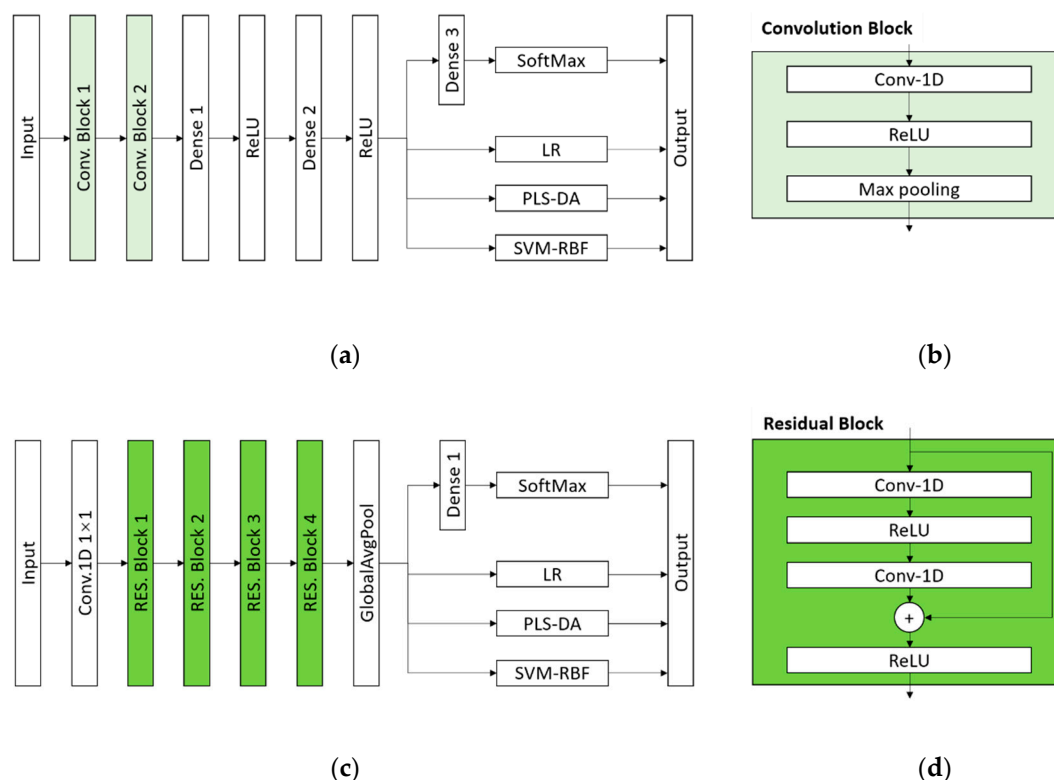 Input
Conv. Block 1
Conv. Block 2
Dense 1
ReLU
Dense 2
ReLU
Dense 3
SoftMax
LR
PLS-DA
SVM-RBF
Output
(a)
Convolution Block
Conv-1D
ReLU
Max pooling
(b)
Input
Conv.1D 1×1
RES. Block 1
RES. Block 2
RES. Block 3
RES. Block 4
GlobalAvgPool
Dense 1
SoftMax
LR
PLS-DA
SVM-RBF
Output
(c)
Residual Block
Conv-1D
ReLU
Conv-1D
+
ReLU
(d)